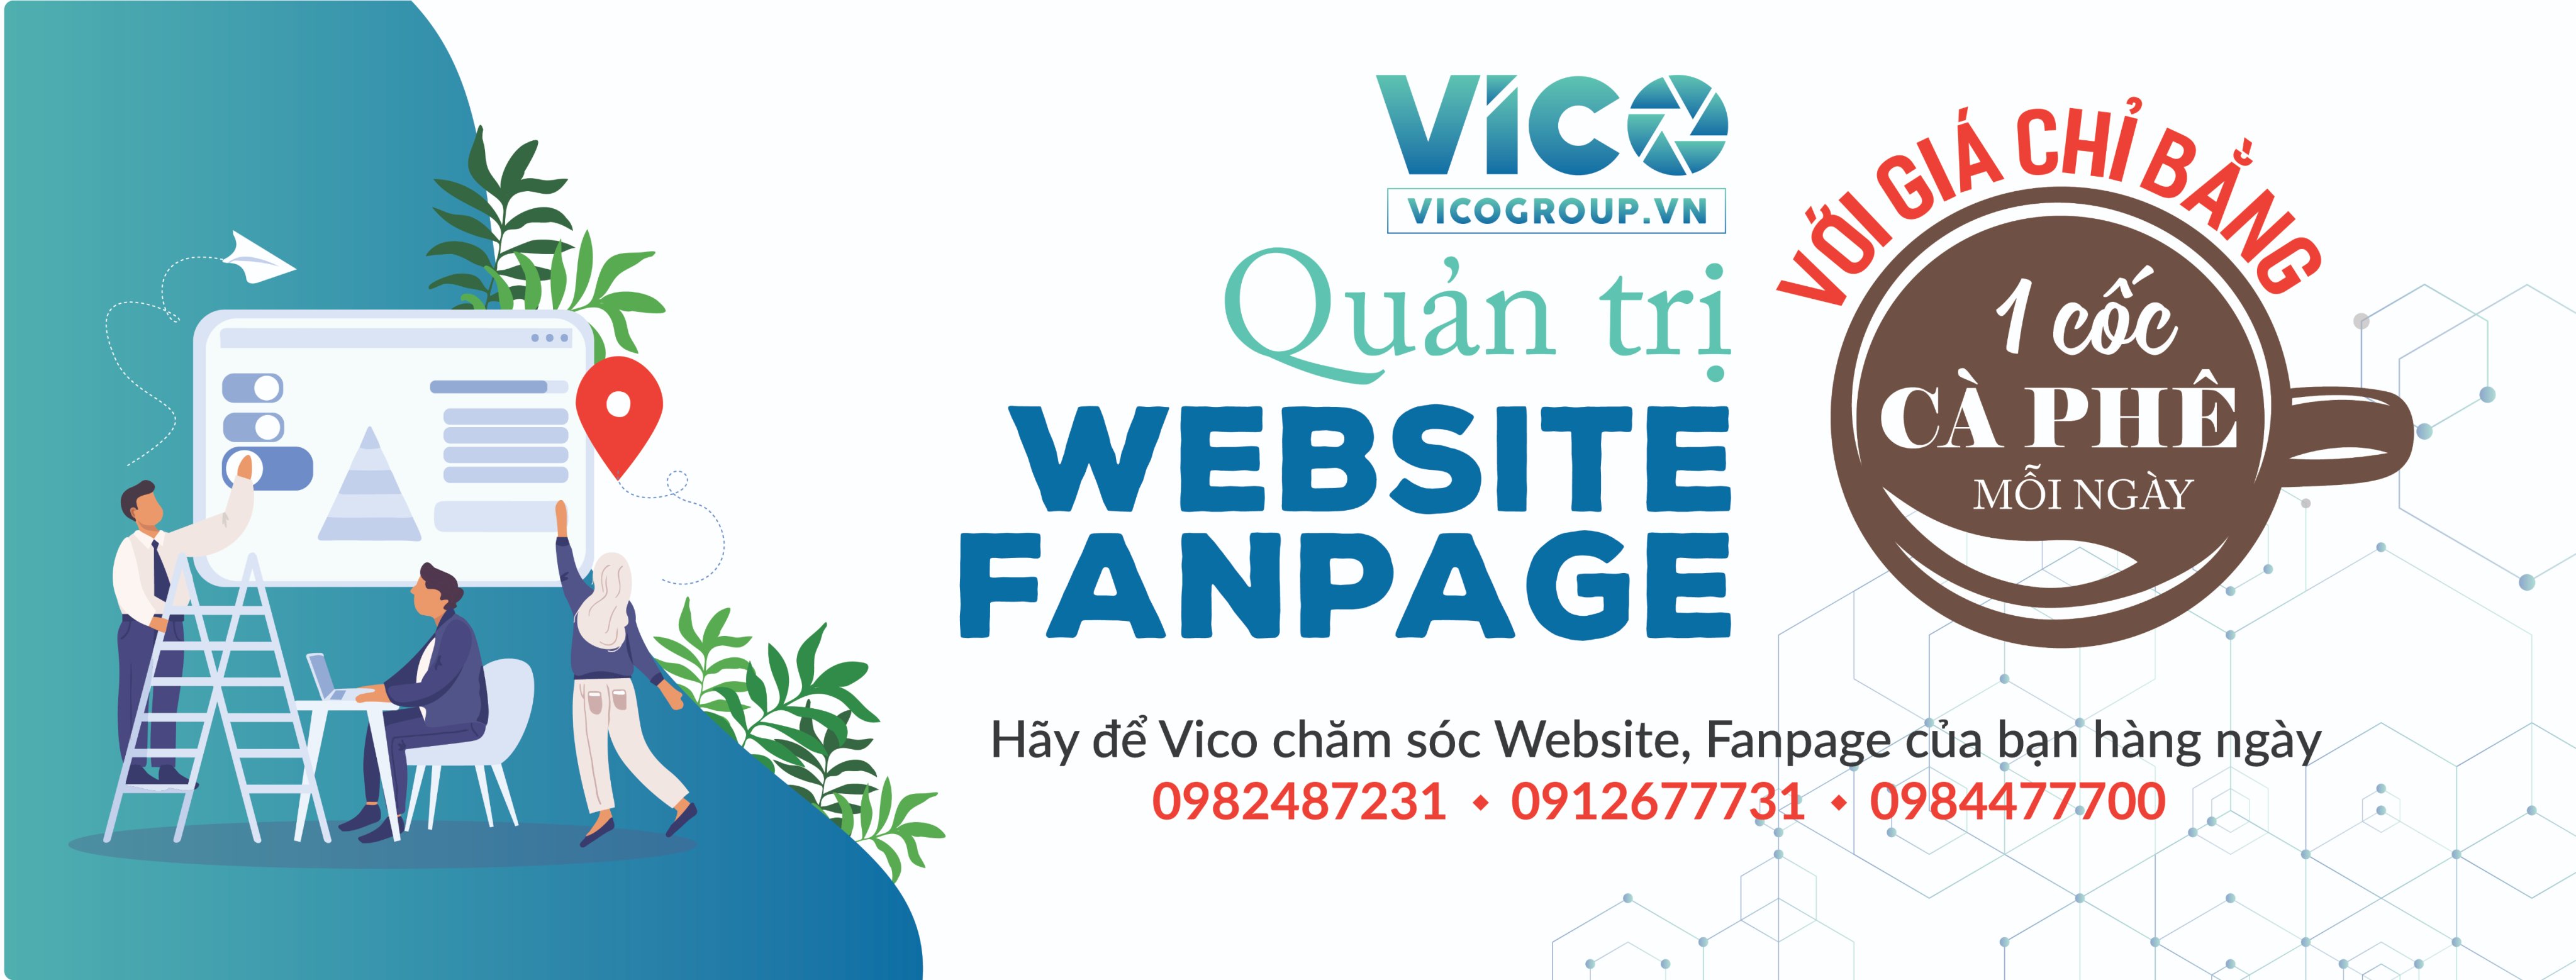 VICO
VICOGROUP.VN
Quản trị
WEBSITE
FANPAGE
VỚI GIÁ CHỈ BẰNG
1 cốc
CÀ PHÊ
MỖI NGÀY
Hãy để Vico chăm sóc Website, Fanpage của bạn hàng ngày
0982487231 ◆ 0912677731 ◆ 0984477700